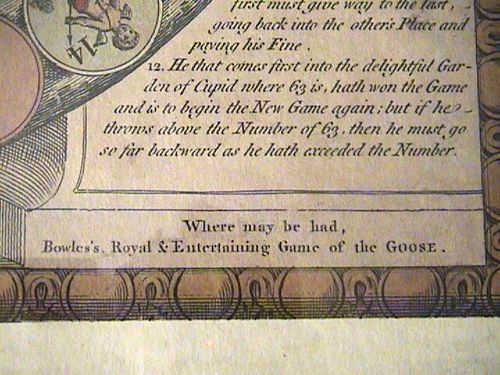 first must give way to the last,
going back into the others Place and
paying his Fine.
12. He that comes first into the delightful Gar-
den of Cupid where 63 is, hath won the Game
and is to begin the New Game again; but if he
throws above the Number of 63, then he must go
so far backward as he hath exceeded the Number.
Where may be had,
Bowles's Royal & Entertaining Game of the GOOSE.
14